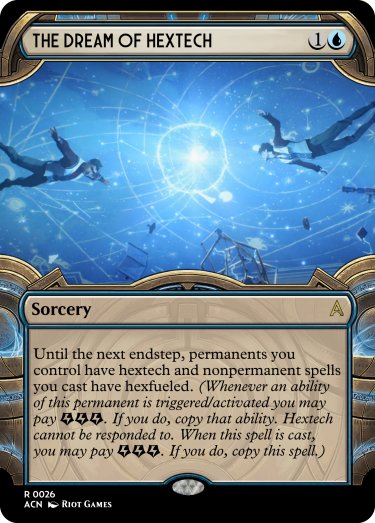 THE DREAM OF HEXTECH 1
Sorcery
Until the next endstep, permanents you
control have hextech and nonpermanent spells
you cast have hexfueled. (Whenever an ability
of this permanent is triggered/activated you may
pay. If you do, copy that ability. Hextech
cannot be responded to. When this spell is cast,
you may pay. If you do, copy this spell.)
R 0026
ACN RIOT GAMES